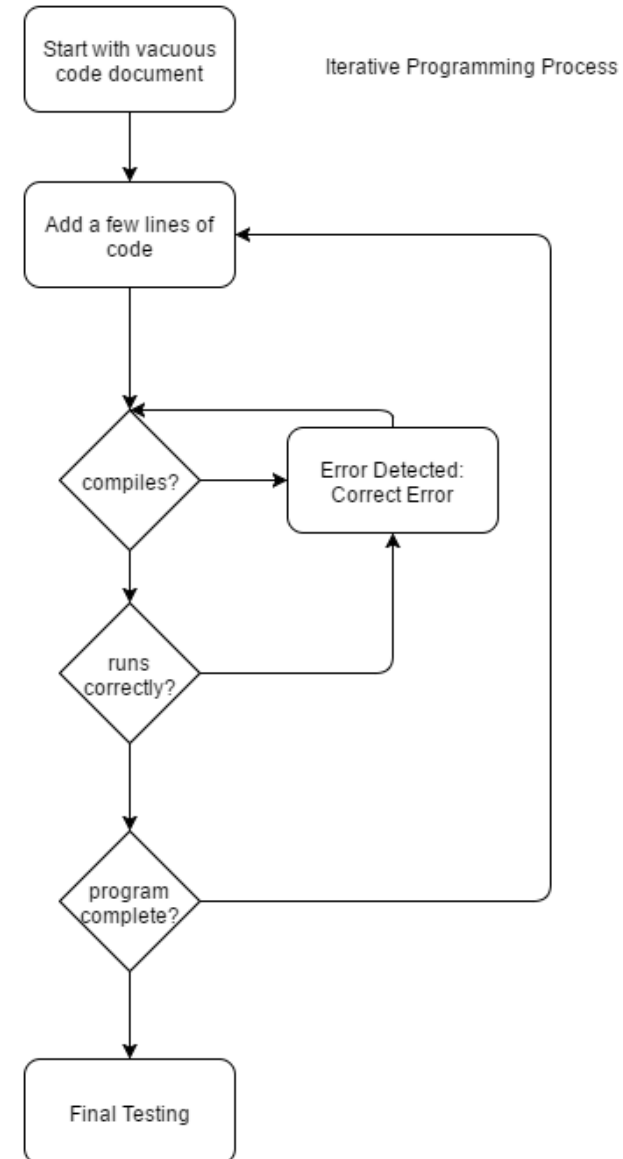 Start with vacuous
code document
Iterative Programming Process
Add a few lines of
code
compiles?
Error Detected:
Correct Error
runs
correctly?
program
complete?
Final Testing